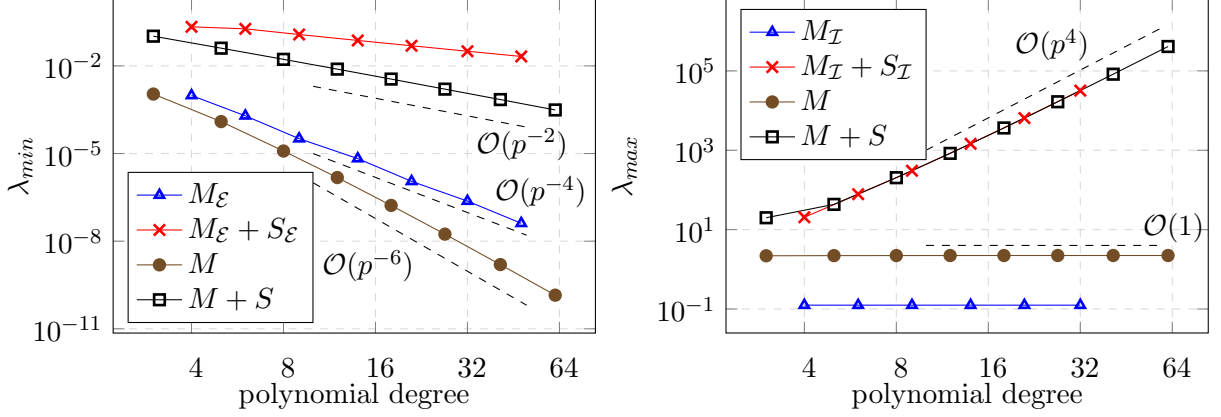 10^{-2}
10^{-5}
10^{-8}
10^{-11}
λ_{min}
O(p^{-2})
O(p^{-4})
O(p^{-6})
M_ℰ
M_ℰ + S_ℰ
M
M + S
4 8 16 32 64
polynomial degree
10^5
10^3
10^1
10^{-1}
λ_{max}
M_ℐ
M_ℐ + S_ℐ
M
M + S
O(p^4)
O(1)
4 8 16 32 64
polynomial degree